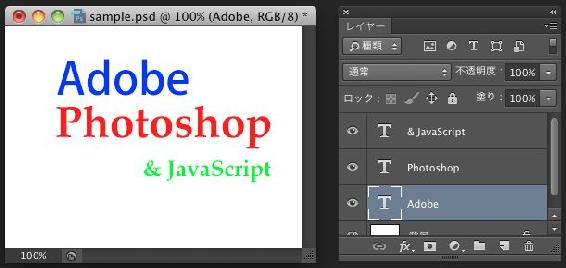 sample.psd @ 100% (Adobe, RGB/8) *
Adobe
Photoshop
& JavaScript
100%
レイヤー
種類
通常
不透明度: 100%
ロック:
塗り: 100%
& JavaScript
Photoshop
Adobe